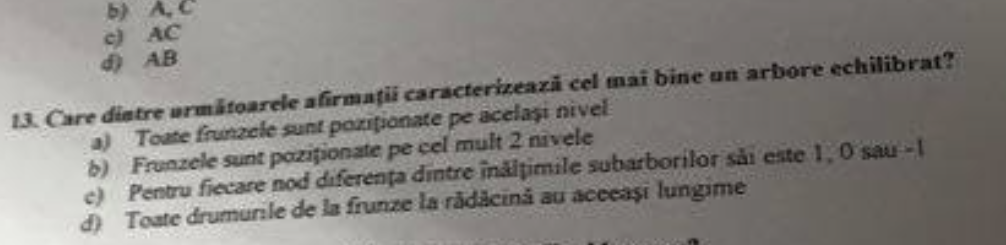 b) A, C
c) AC
d) AB
13. Care dintre următoarele afirmații caracterizează cel mai bine un arbore echilibrat?
a) Toate frunzele sunt poziționate pe același nivel
b) Frunzele sunt poziționate pe cel mult 2 nivele
c) Pentru fiecare nod diferența dintre înălțimile subarborilor săi este 1, 0 sau -1
d) Toate drumurile de la frunze la rădăcină au aceeași lungime